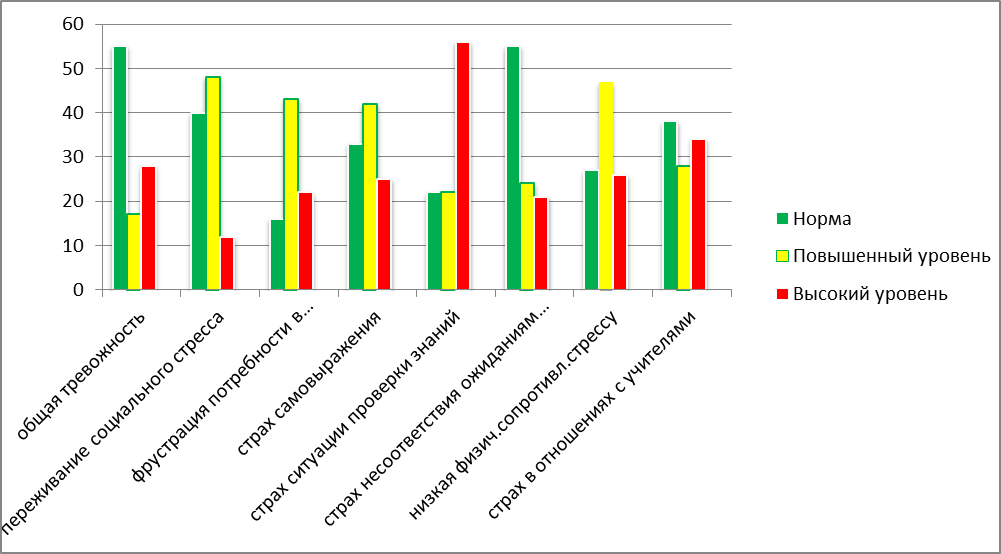 60
50
40
30
20
10
0
общая тревожность
переживание социального стресса
фрустрация потребности в...
страх самовыражения
страх ситуации проверки знаний
страх несоответствия ожиданиям...
низкая физич.сопротивл.стрессу
страх в отношениях с учителями
Норма
Повышенный уровень
Высокий уровень